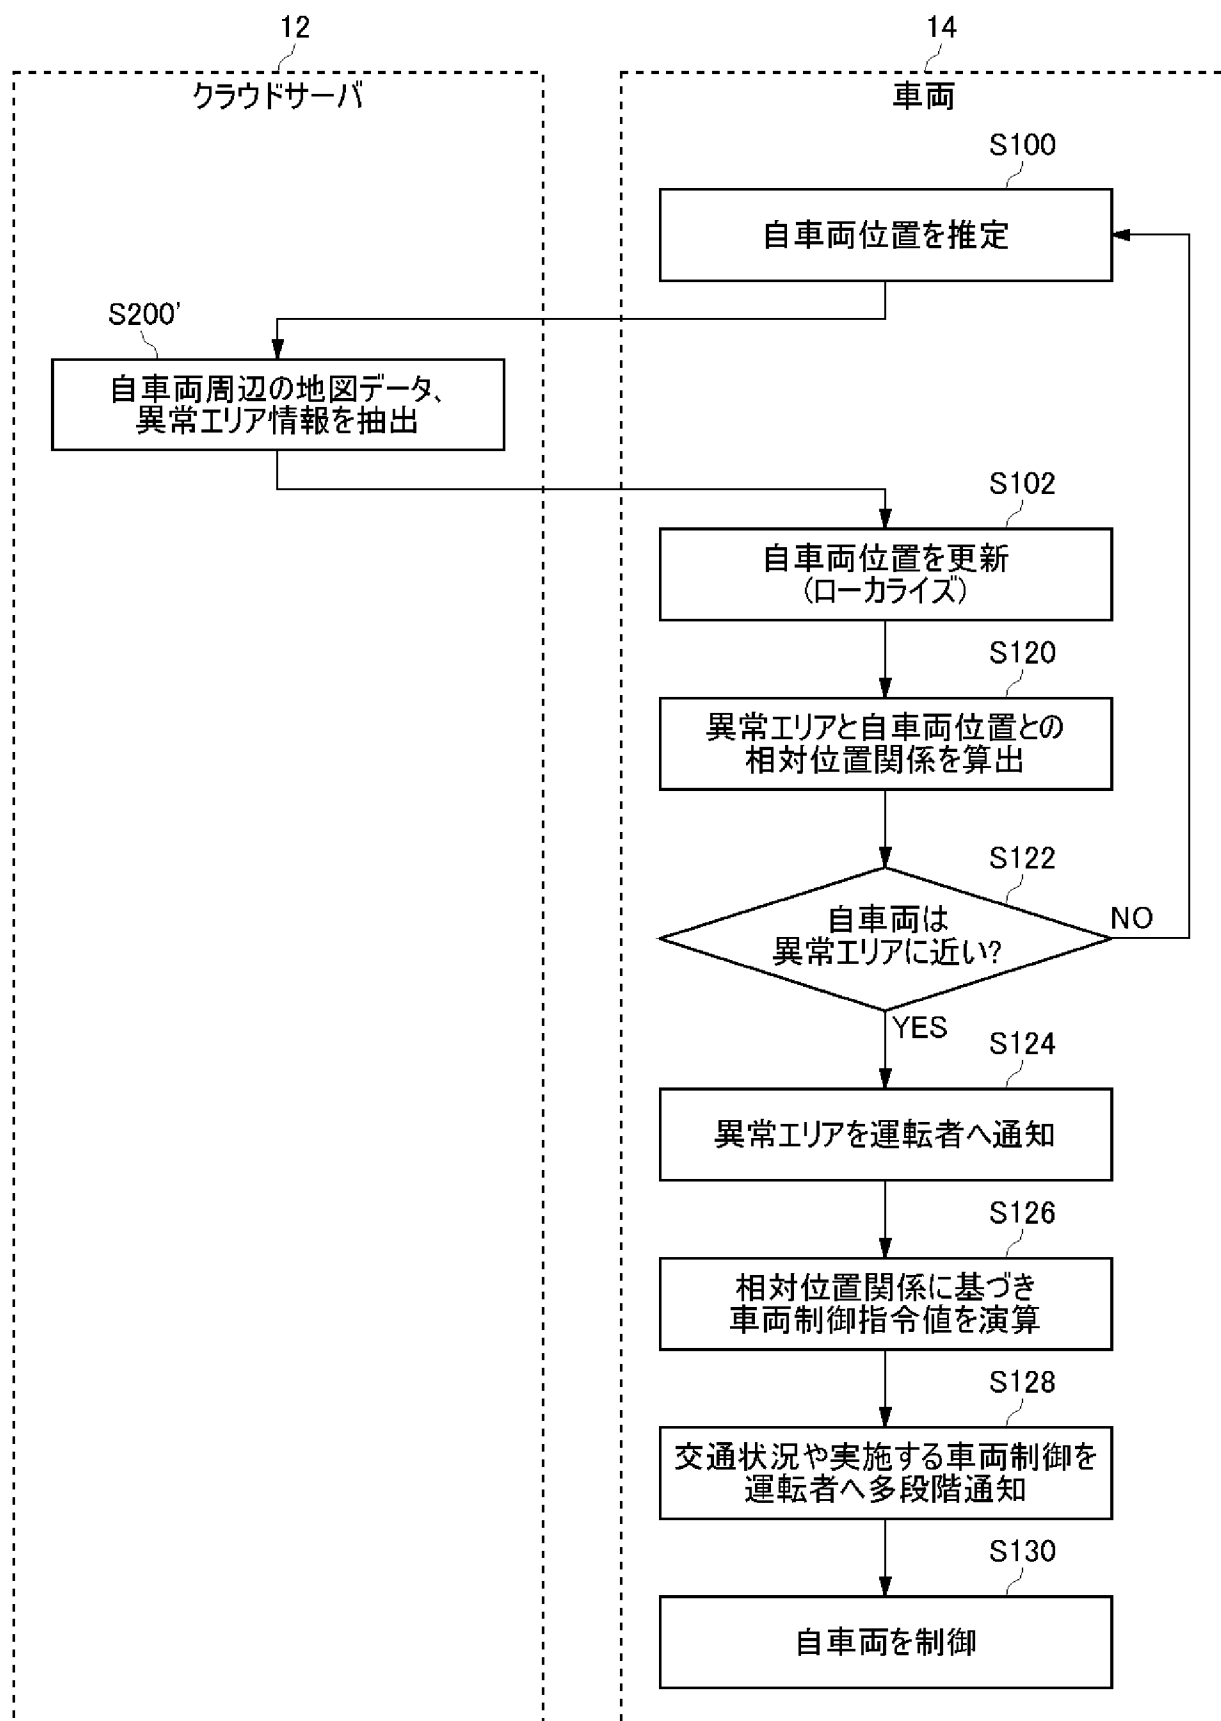 12
クラウドサーバ
14
車両
S100
自車両位置を推定
S200'
自車両周辺の地図データ、
異常エリア情報を抽出
S102
自車両位置を更新
(ローカライズ)
S120
異常エリアと自車両位置との
相対位置関係を算出
S122
自車両は
異常エリアに近い?
NO
YES
S124
異常エリアを運転者へ通知
S126
相対位置関係に基づき
車両制御指令値を演算
S128
交通状況や実施する車両制御を
運転者へ多段階通知
S130
自車両を制御